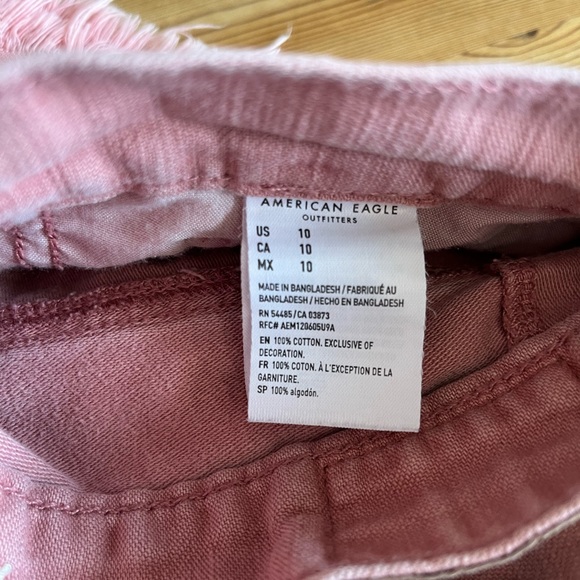 AMERICAN EAGLE
OUTFITTERS
US 10
CA 10
MX 10
MADE IN BANGLADESH / FABRIQUÉ AU
BANGLADESH / HECHO EN BANGLADESH
RN 54485 / CA 03873
RFC# AEM120605U9A
EN 100% COTTON. EXCLUSIVE OF
DECORATION.
FR 100% COTON. À L'EXCEPTION DE LA
GARNITURE.
SP 100% algodón.